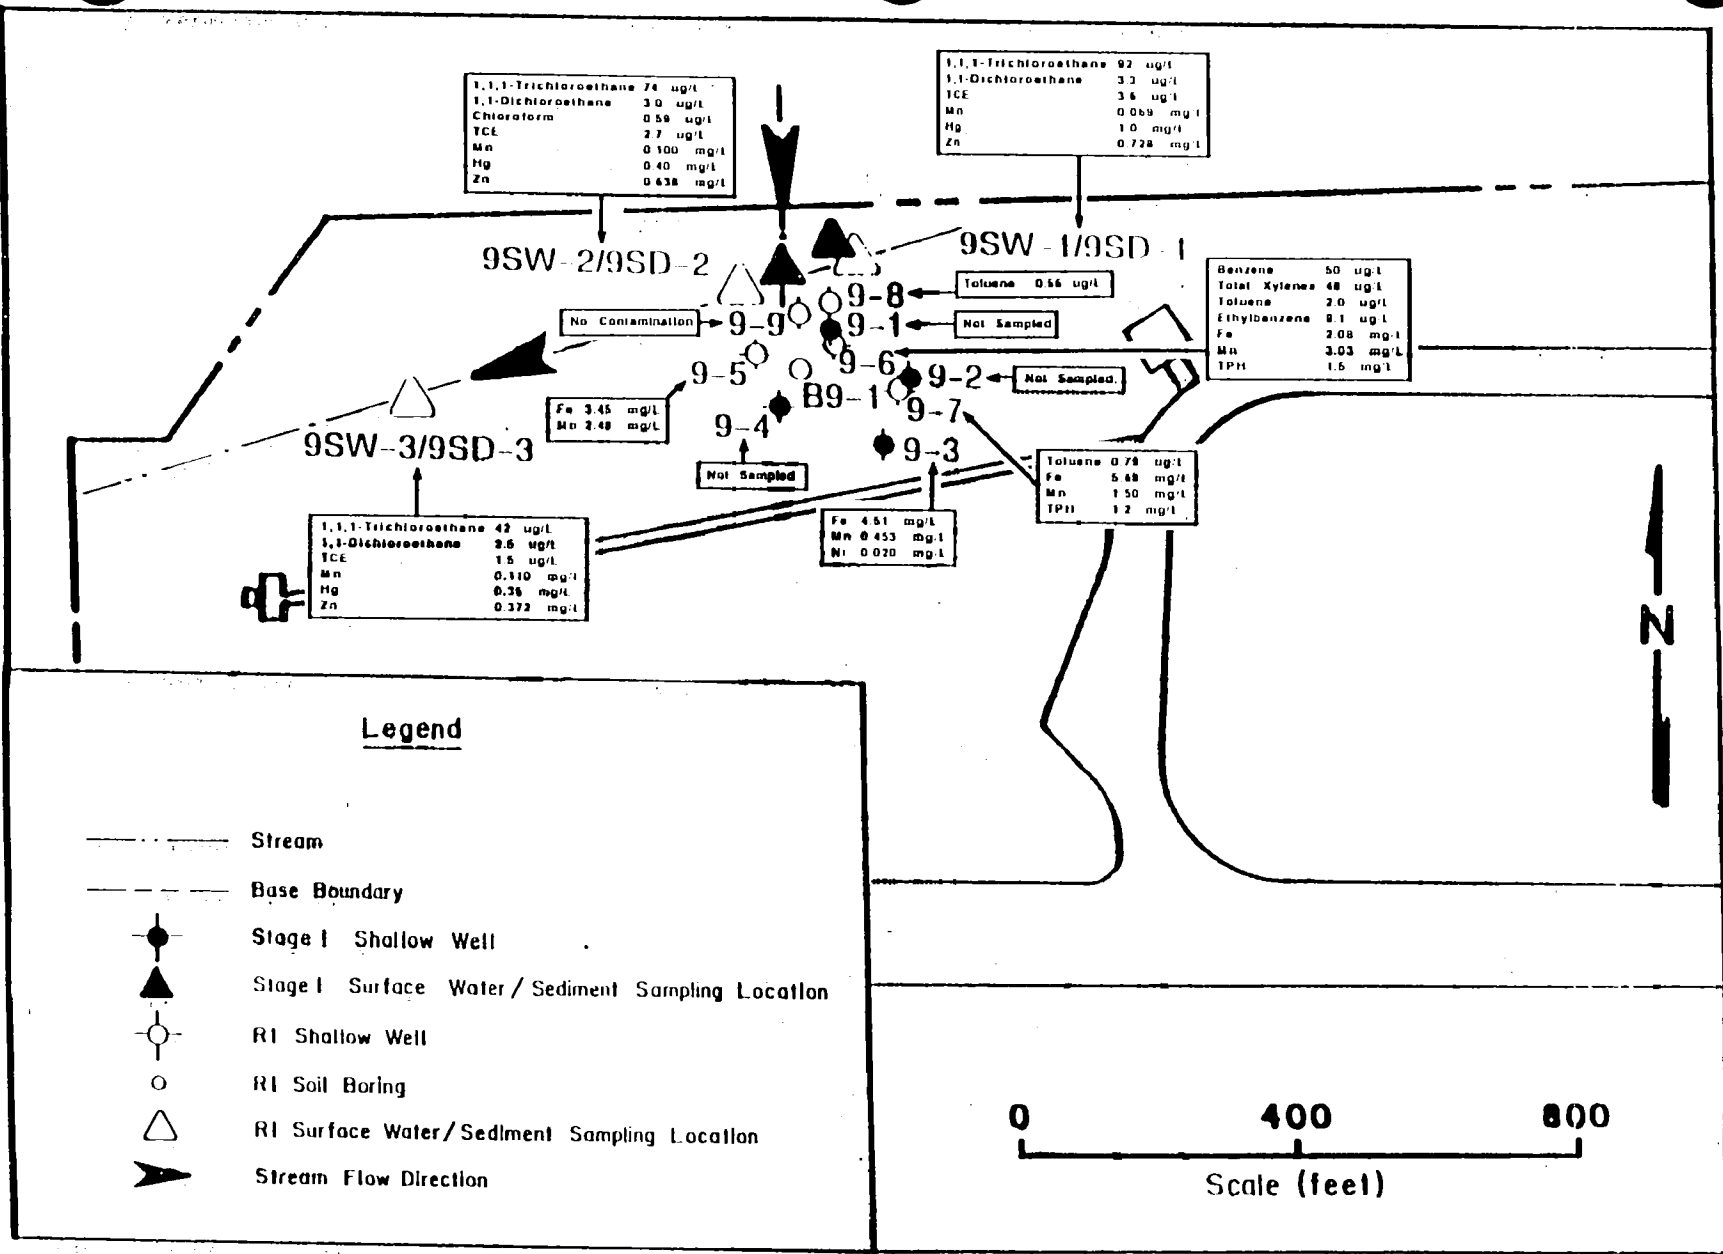 1,1,1-Trichloroethane 74 ug/L
1,1-Dichloroethane 3.0 ug/L
Chloroform 0.59 ug/L
TCE 2.7 ug/L
Mn 0.100 mg/L
Hg 0.40 mg/L
Zn 0.638 mg/L
1,1,1-Trichloroethane 92 ug/L
1,1-Dichloroethane 3.3 ug/L
TCE 3.6 ug/L
Mn 0.069 mg/L
Hg 1.0 mg/L
Zn 0.728 mg/L
9SW-2/9SD-2
9SW-1/9SD-1
9-8
Toluene 0.56 ug/L
No Contamination
9-9
9-1
Not Sampled
Benzene 50 ug/L
Total Xylenes 48 ug/L
Toluene 2.0 ug/L
Ethylbenzene 9.1 ug/L
Fe 2.08 mg/L
Mn 3.03 mg/L
TPH 1.5 mg/L
9-6
9-5
9-2
Not Sampled
B9-1
9-7
Fe 3.45 mg/L
Mn 2.48 mg/L
9-4
Not Sampled
9-3
9SW-3/9SD-3
Toluene 0.79 ug/L
Fe 5.68 mg/L
Mn 1.50 mg/L
TPH 1.2 mg/L
Fe 4.51 mg/L
Mn 0.453 mg/L
Ni 0.020 mg/L
1,1,1-Trichloroethane 42 ug/L
1,1-Dichloroethane 2.6 ug/L
TCE 1.5 ug/L
Mn 0.110 mg/L
Hg 0.36 mg/L
Zn 0.372 mg/L
N
Legend
Stream
Base Boundary
Stage I Shallow Well
Stage I Surface Water/Sediment Sampling Location
RI Shallow Well
RI Soil Boring
RI Surface Water/Sediment Sampling Location
Stream Flow Direction
0 400 800
Scale (feet)